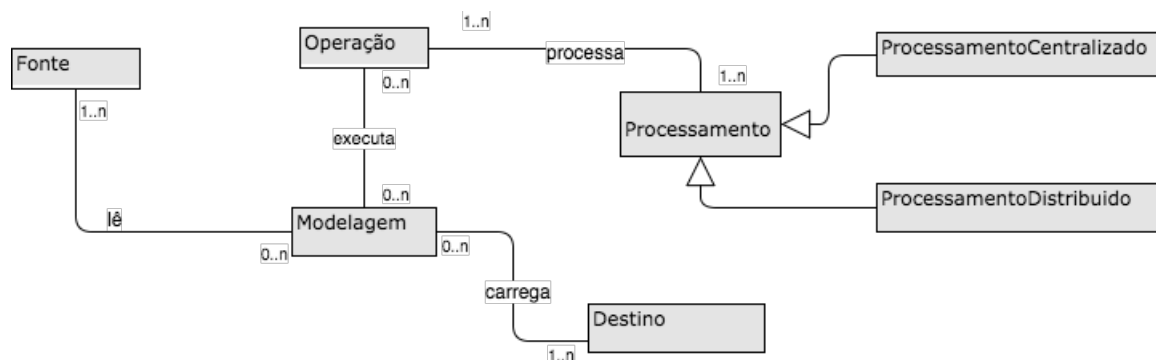 1..n
Operação
processa
ProcessamentoCentralizado
Fonte
0..n
1..n
1..n
Processamento
executa
0..n
ProcessamentoDistribuido
lê
Modelagem
0..n
0..n
carrega
Destino
1..n